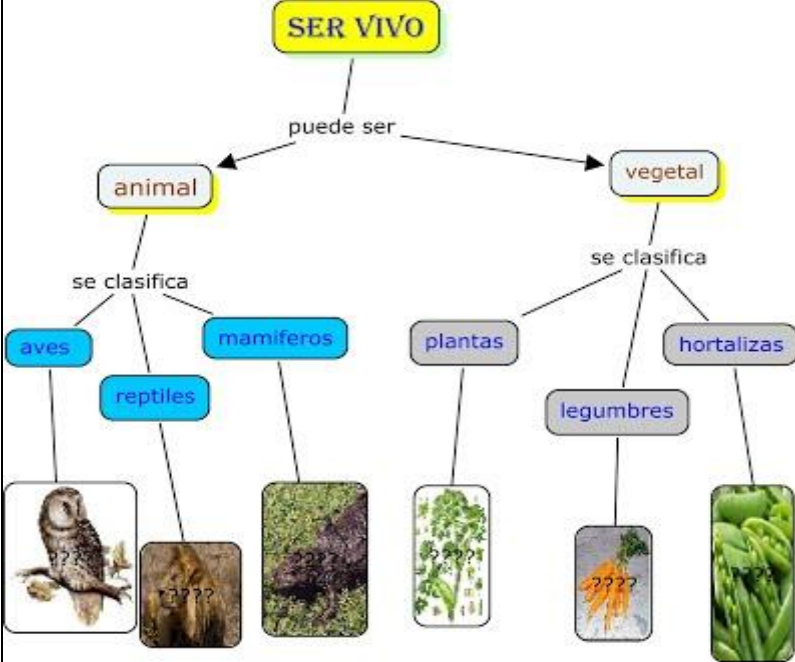 SER VIVO
puede ser
animal
vegetal
se clasifica
se clasifica
aves
mamiferos
reptiles
plantas
hortalizas
legumbres
????
????
????
????
????
????